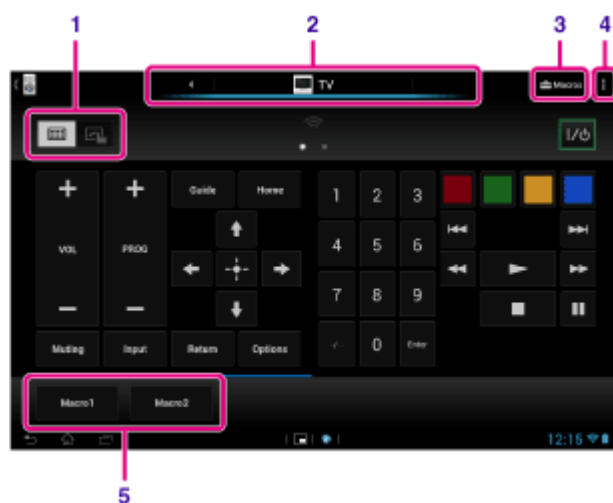 1 2 3 4
TV Macros
I/
+ + Guide Home 1 2 3
VOL PROG 4 5 6
- - 7 8 9
Muting Input Return Options -/-- 0 Enter
Macro1 Macro2
12:15
5